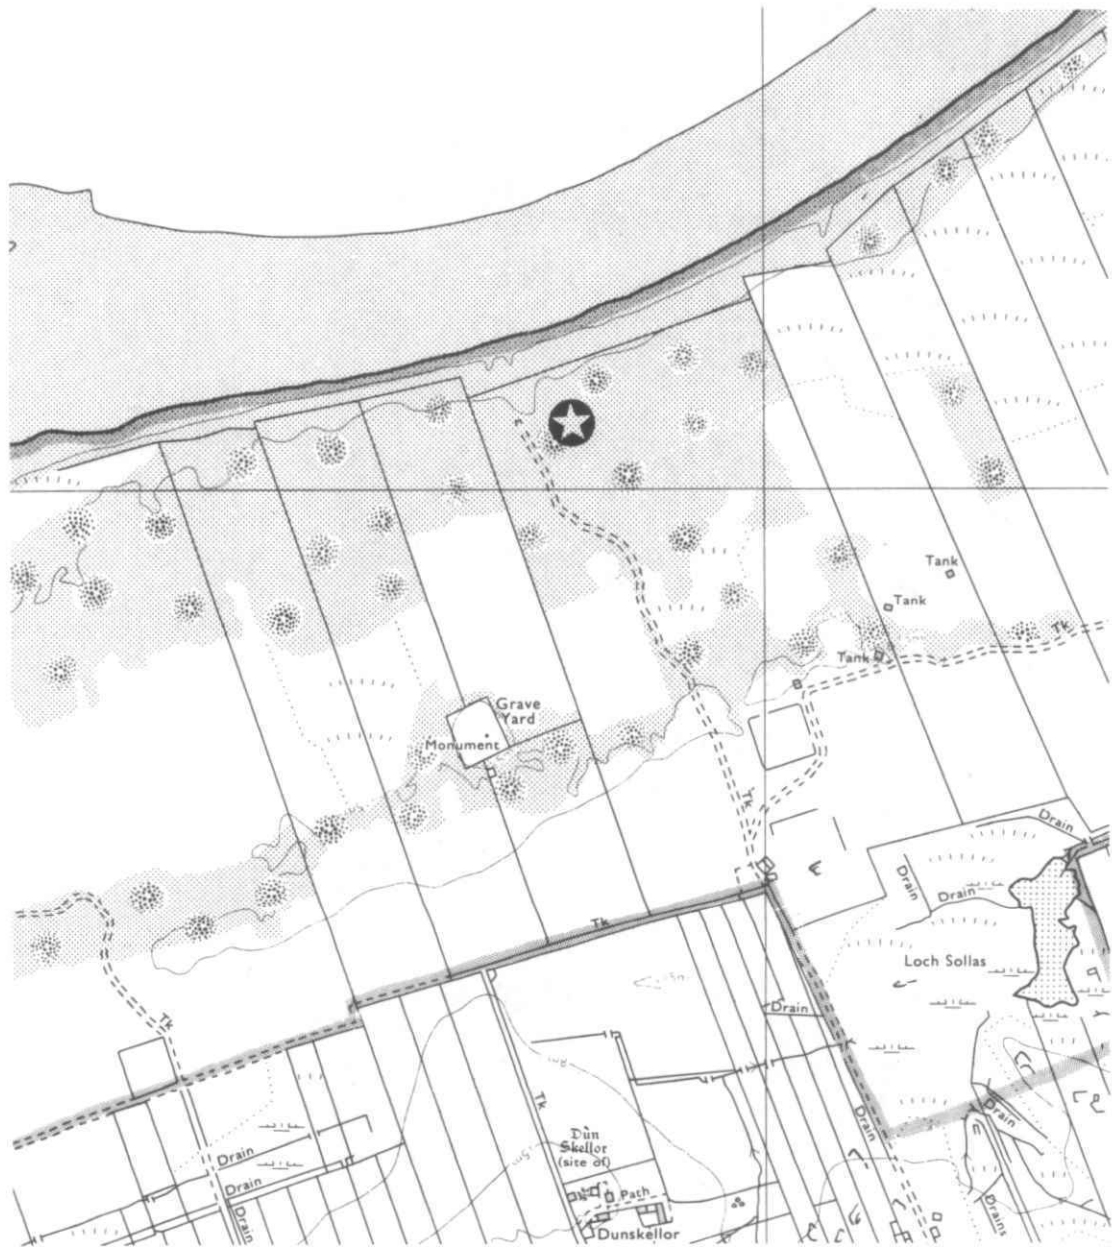 Tank
Tank
Tk
Tank
Grave
Yard
Monument
Tk
Drain
Drain
Drain
Tk
Loch Sollas
Drain
Tk
Tk
Drain
Drain
Dùn
Skellor
(site of)
Drain
Drain
Path
Drain
Drains
Dunskellor